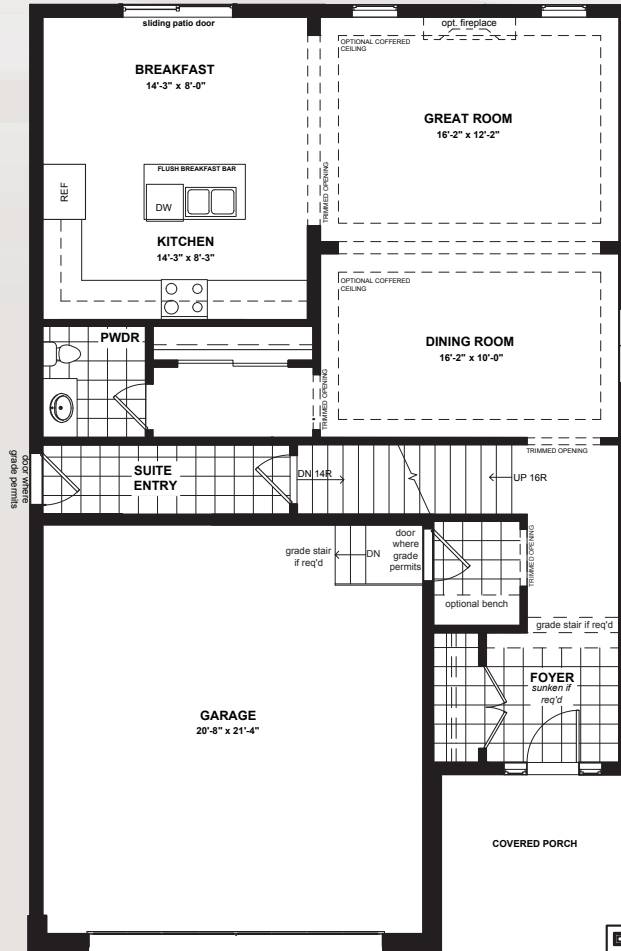 sliding patio door
opt. fireplace
OPTIONAL COFFERED
CEILING
BREAKFAST
14'-3" x 8'-0"
GREAT ROOM
16'-2" x 12'-2"
REF
FLUSH BREAKFAST BAR
DW
TRIMMED OPENING
KITCHEN
14'-3" x 8'-3"
OPTIONAL COFFERED
CEILING
PWDR
DINING ROOM
16'-2" x 10'-0"
TRIMMED OPENING
TRIMMED OPENING
door where
grade permits
SUITE
ENTRY
DN 14R
UP 16R
grade stair
if req'd
DN
door
where
grade
permits
TRIMMED OPENING
optional bench
grade stair if req'd
FOYER
sunken if
req'd
GARAGE
20'-8" x 21'-4"
COVERED PORCH